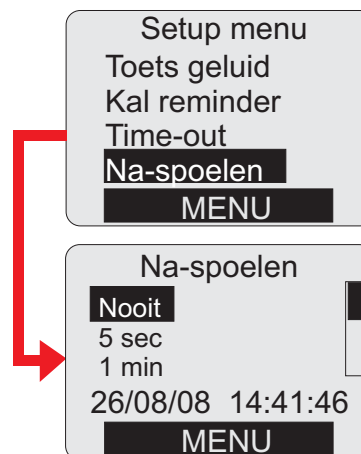 Setup menu
Toets geluid
Kal reminder
Time-out
Na-spoelen
MENU
Na-spoelen
Nooit
5 sec
1 min
26/08/08 14:41:46
MENU